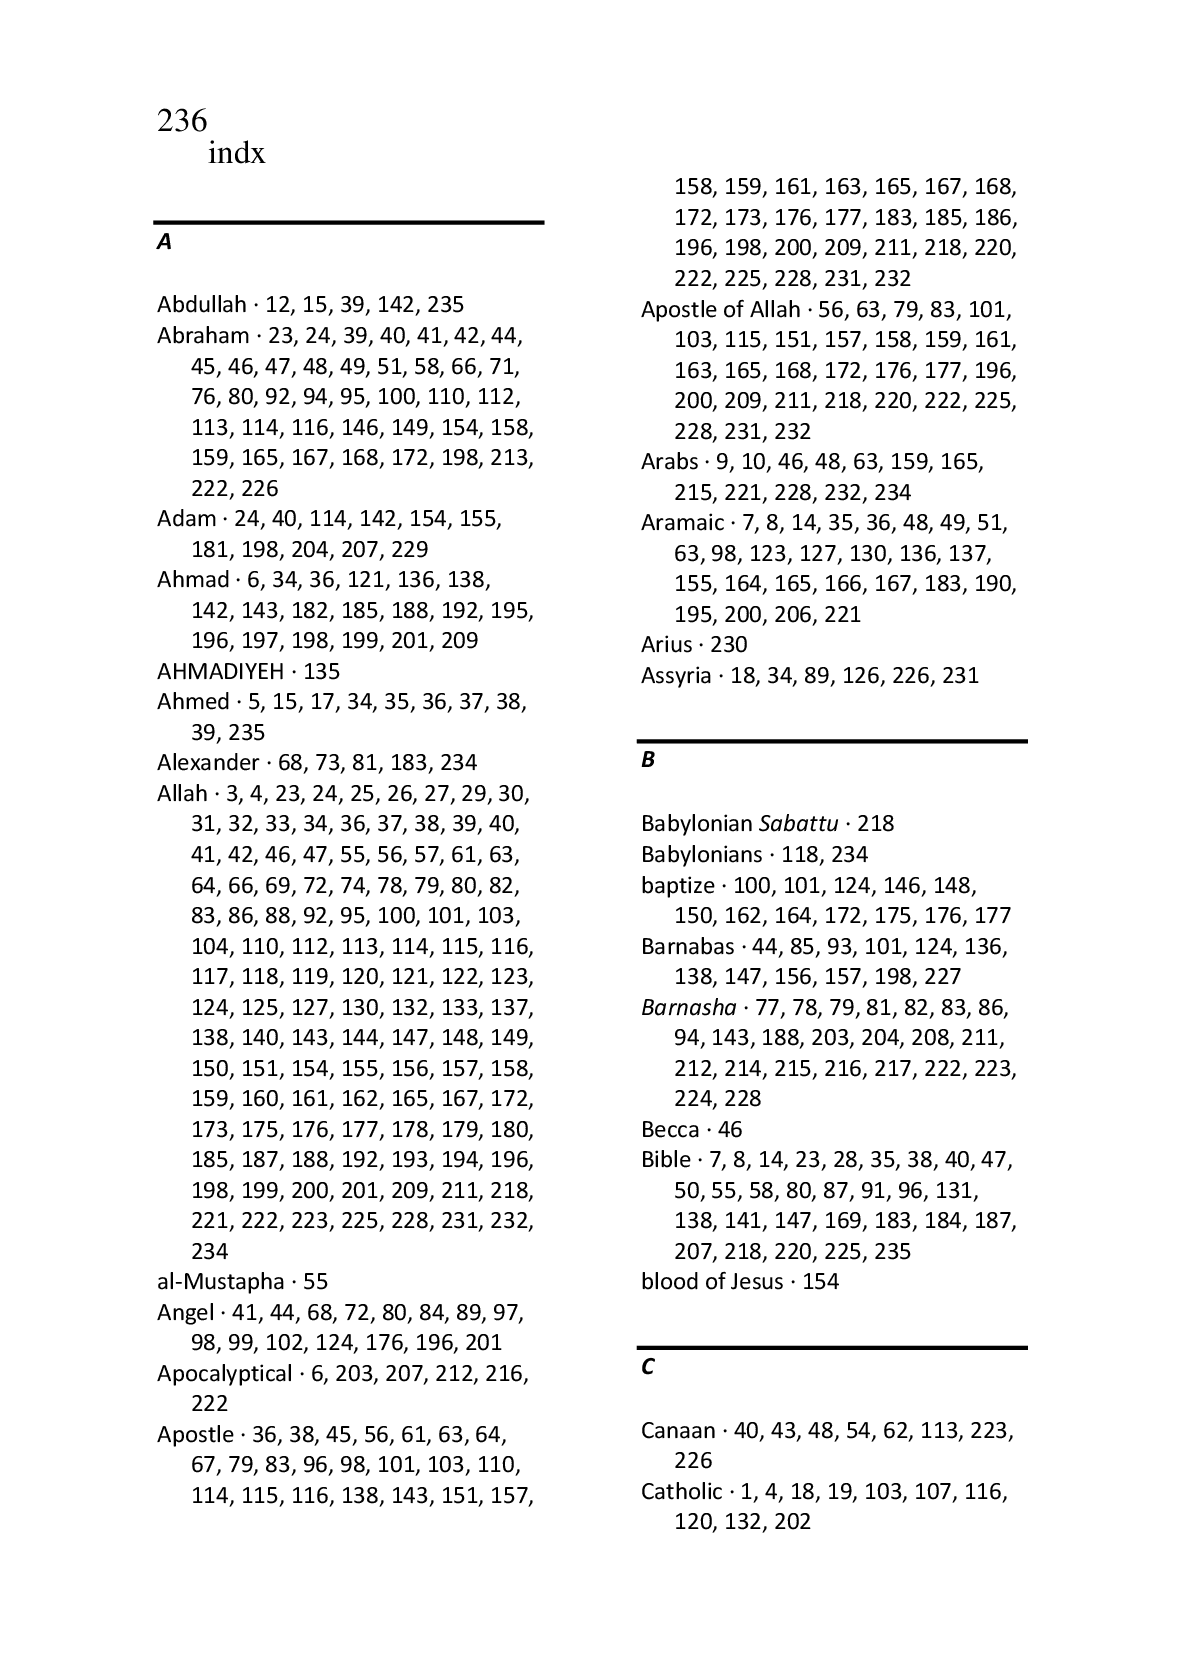 236
indx
A
Abdullah · 12, 15, 39, 142, 235
Abraham · 23, 24, 39, 40, 41, 42, 44,
45, 46, 47, 48, 49, 51, 58, 66, 71,
76, 80, 92, 94, 95, 100, 110, 112,
113, 114, 116, 146, 149, 154, 158,
159, 165, 167, 168, 172, 198, 213,
222, 226
Adam · 24, 40, 114, 142, 154, 155,
181, 198, 204, 207, 229
Ahmad · 6, 34, 36, 121, 136, 138,
142, 143, 182, 185, 188, 192, 195,
196, 197, 198, 199, 201, 209
AHMADIYEH · 135
Ahmed · 5, 15, 17, 34, 35, 36, 37, 38,
39, 235
Alexander · 68, 73, 81, 183, 234
Allah · 3, 4, 23, 24, 25, 26, 27, 29, 30,
31, 32, 33, 34, 36, 37, 38, 39, 40,
41, 42, 46, 47, 55, 56, 57, 61, 63,
64, 66, 69, 72, 74, 78, 79, 80, 82,
83, 86, 88, 92, 95, 100, 101, 103,
104, 110, 112, 113, 114, 115, 116,
117, 118, 119, 120, 121, 122, 123,
124, 125, 127, 130, 132, 133, 137,
138, 140, 143, 144, 147, 148, 149,
150, 151, 154, 155, 156, 157, 158,
159, 160, 161, 162, 165, 167, 172,
173, 175, 176, 177, 178, 179, 180,
185, 187, 188, 192, 193, 194, 196,
198, 199, 200, 201, 209, 211, 218,
221, 222, 223, 225, 228, 231, 232,
234
al-Mustapha · 55
Angel · 41, 44, 68, 72, 80, 84, 89, 97,
98, 99, 102, 124, 176, 196, 201
Apocalyptical · 6, 203, 207, 212, 216,
222
Apostle · 36, 38, 45, 56, 61, 63, 64,
67, 79, 83, 96, 98, 101, 103, 110,
114, 115, 116, 138, 143, 151, 157,
158, 159, 161, 163, 165, 167, 168,
172, 173, 176, 177, 183, 185, 186,
196, 198, 200, 209, 211, 218, 220,
222, 225, 228, 231, 232
Apostle of Allah · 56, 63, 79, 83, 101,
103, 115, 151, 157, 158, 159, 161,
163, 165, 168, 172, 176, 177, 196,
200, 209, 211, 218, 220, 222, 225,
228, 231, 232
Arabs · 9, 10, 46, 48, 63, 159, 165,
215, 221, 228, 232, 234
Aramaic · 7, 8, 14, 35, 36, 48, 49, 51,
63, 98, 123, 127, 130, 136, 137,
155, 164, 165, 166, 167, 183, 190,
195, 200, 206, 221
Arius · 230
Assyria · 18, 34, 89, 126, 226, 231
B
Babylonian Sabattu · 218
Babylonians · 118, 234
baptize · 100, 101, 124, 146, 148,
150, 162, 164, 172, 175, 176, 177
Barnabas · 44, 85, 93, 101, 124, 136,
138, 147, 156, 157, 198, 227
Barnasha · 77, 78, 79, 81, 82, 83, 86,
94, 143, 188, 203, 204, 208, 211,
212, 214, 215, 216, 217, 222, 223,
224, 228
Becca · 46
Bible · 7, 8, 14, 23, 28, 35, 38, 40, 47,
50, 55, 58, 80, 87, 91, 96, 131,
138, 141, 147, 169, 183, 184, 187,
207, 218, 220, 225, 235
blood of Jesus · 154
C
Canaan · 40, 43, 48, 54, 62, 113, 223,
226
Catholic · 1, 4, 18, 19, 103, 107, 116,
120, 132, 202